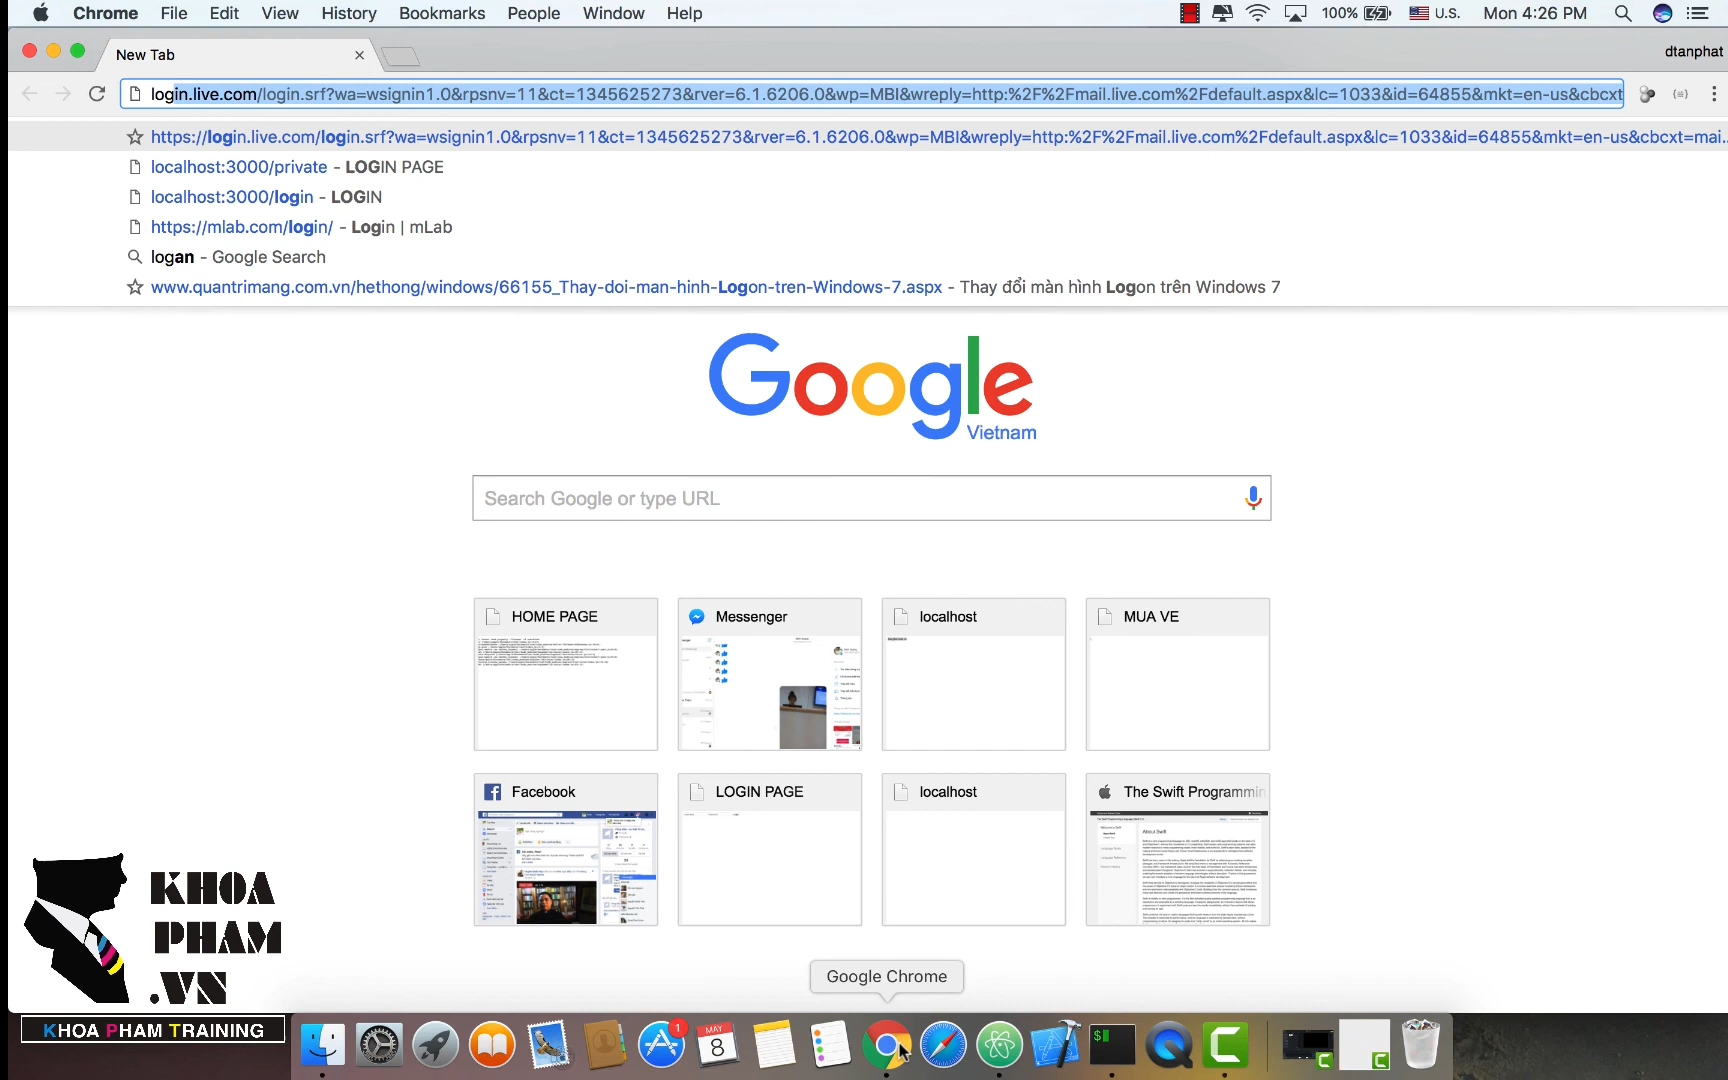 Chrome File Edit View History Bookmarks People Window Help 100% U.S. Mon 4:26 PM
New Tab dtanphat
login.live.com/login.srf?wa=wsignin1.0&rpsnv=11&ct=1345625273&rver=6.1.6206.0&wp=MBI&wreply=http:%2F%2Fmail.live.com%2Fdefault.aspx&lc=1033&id=64855&mkt=en-us&cbcxt
https://login.live.com/login.srf?wa=wsignin1.0&rpsnv=11&ct=1345625273&rver=6.1.6206.0&wp=MBI&wreply=http:%2F%2Fmail.live.com%2Fdefault.aspx&lc=1033&id=64855&mkt=en-us&cbcxt=mai...
localhost:3000/private - LOGIN PAGE
localhost:3000/login - LOGIN
https://mlab.com/login/ - Login | mLab
logan - Google Search
www.quantrimang.com.vn/hethong/windows/66155_Thay-doi-man-hinh-Logon-tren-Windows-7.aspx - Thay đổi màn hình Logon trên Windows 7
Google
Vietnam
Search Google or type URL
HOME PAGE Messenger localhost MUA VE
Facebook LOGIN PAGE localhost The Swift Programmin
About Swift
KHOA
PHAM
.VN
Google Chrome
KHOA PHAM TRAINING
1
MAY
8
$